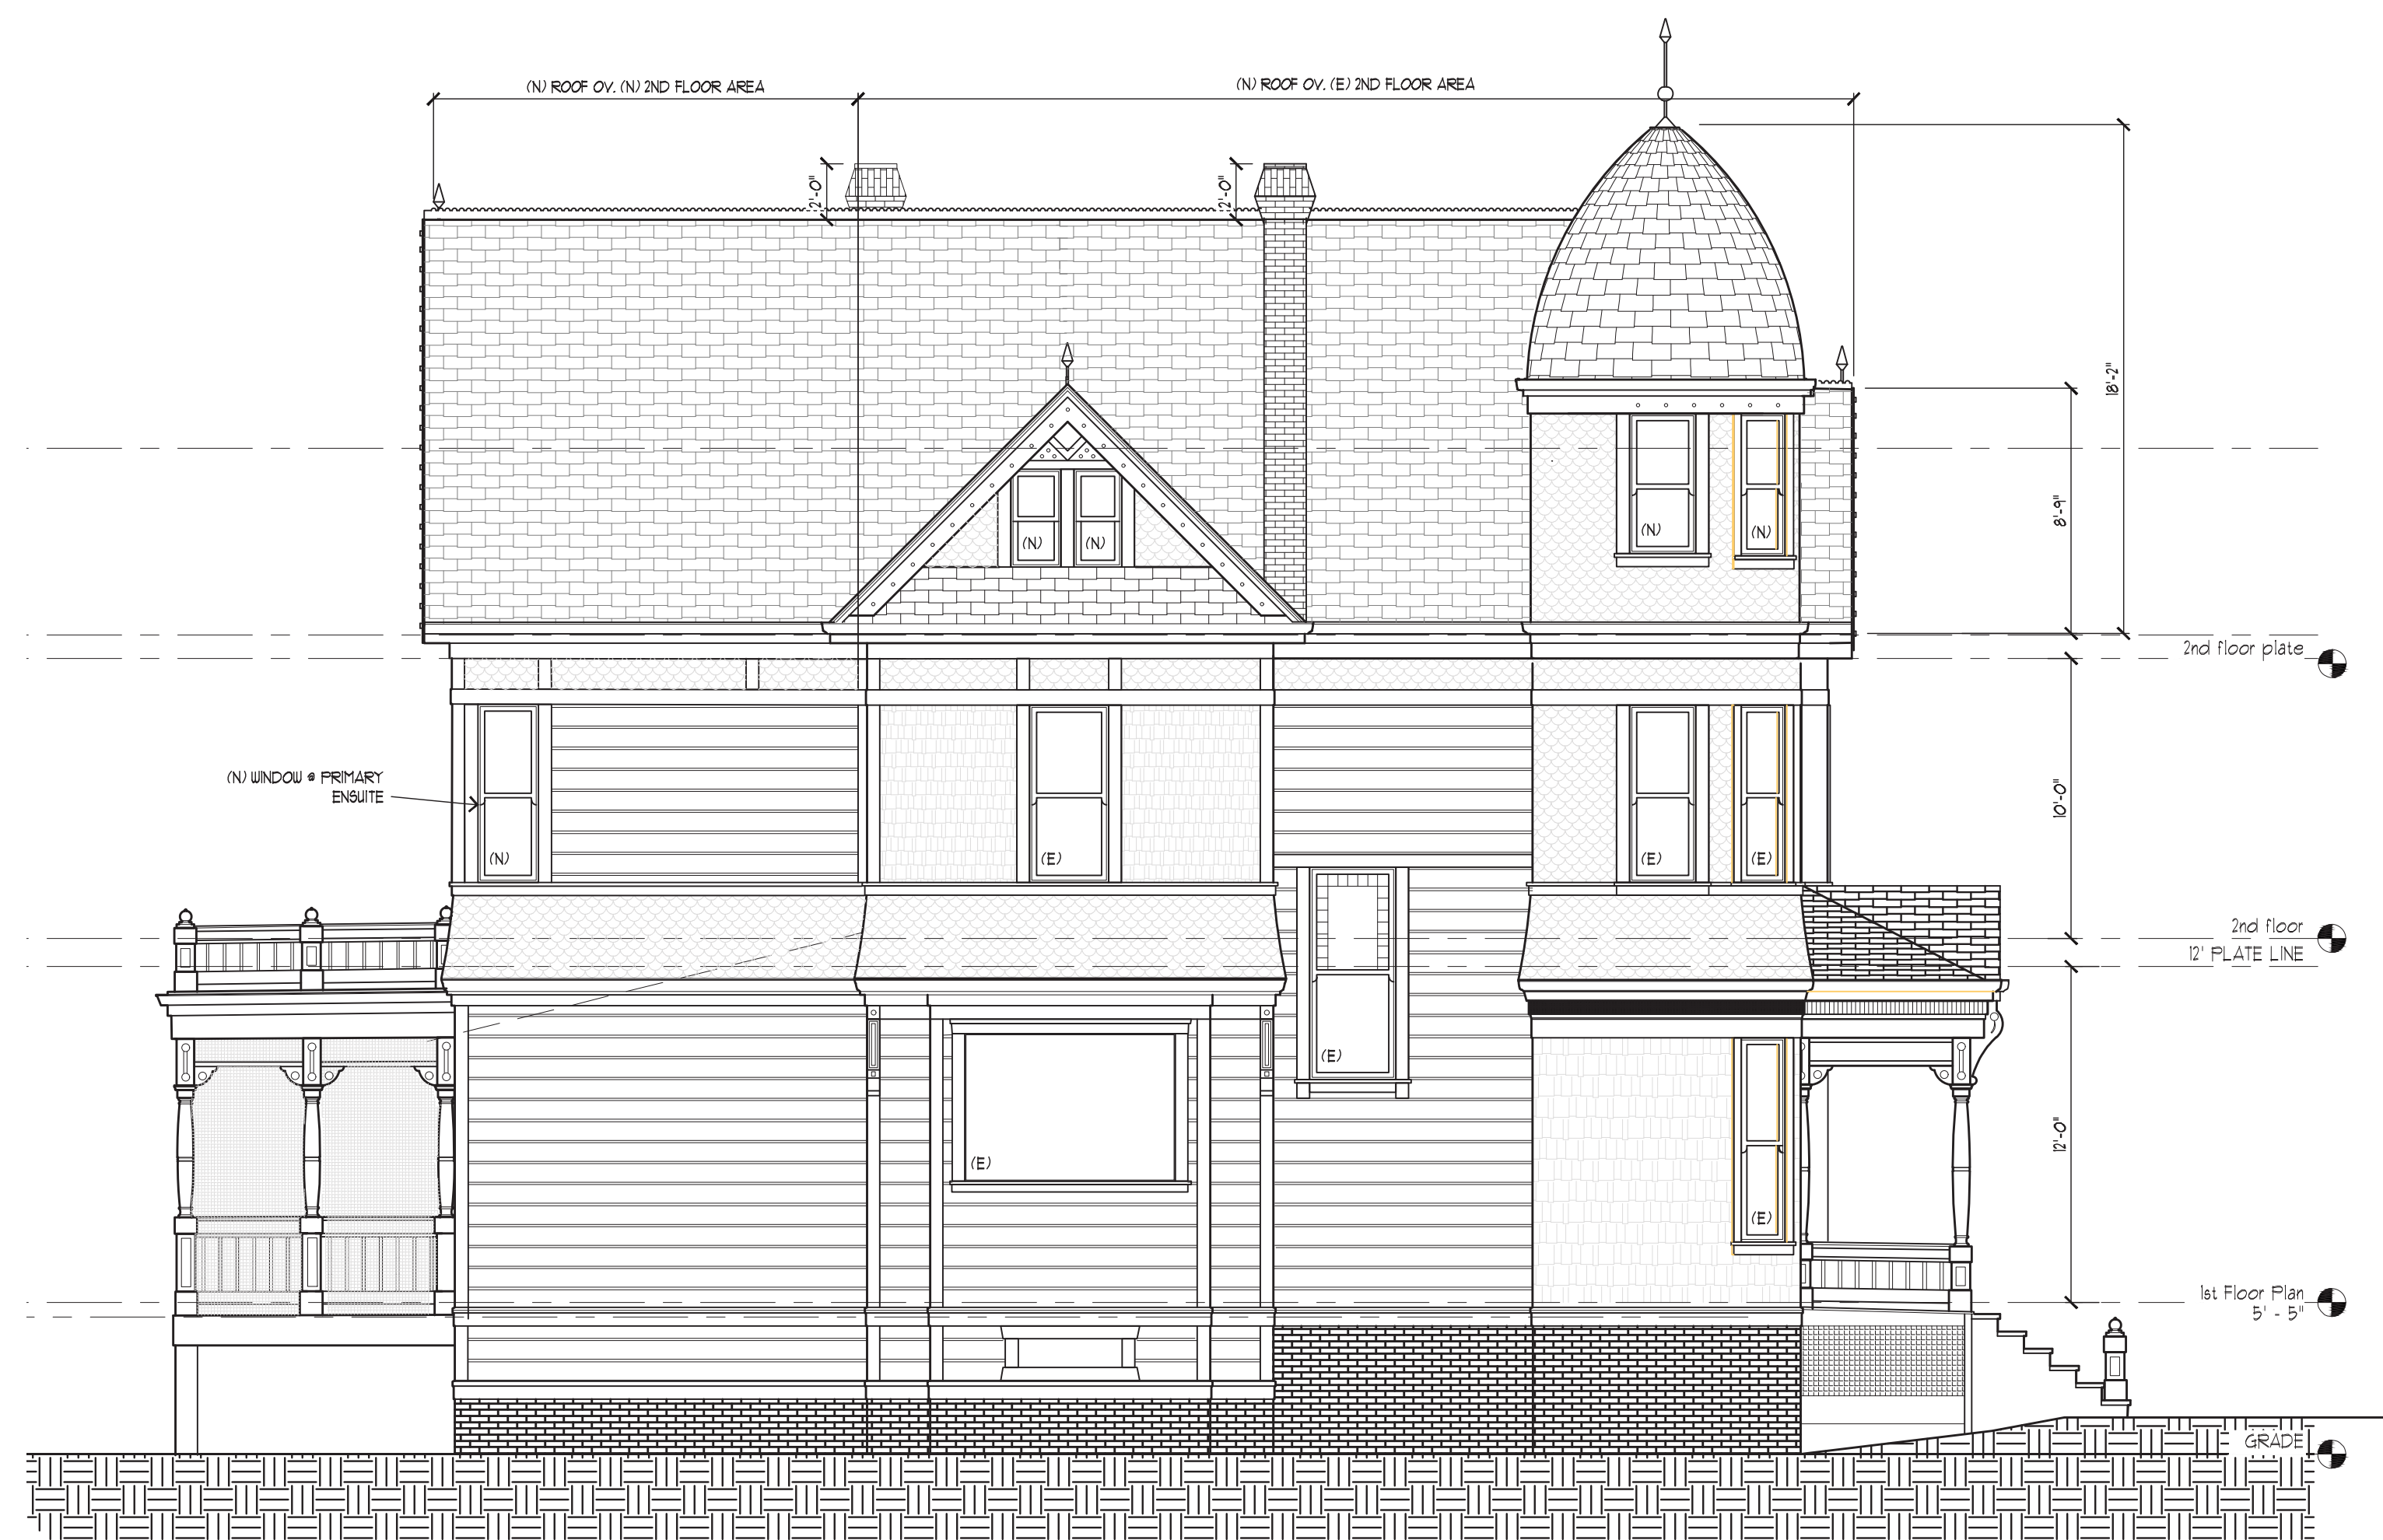 (N) ROOF OV. (N) 2ND FLOOR AREA
(N) ROOF OV. (E) 2ND FLOOR AREA
2'-0"
2'-0"
18'-2"
8'-9"
(N)
(N)
(N)
(N)
2nd floor plate
(N) WINDOW @ PRIMARY
ENSUITE
10'-0"
(N)
(E)
(E)
(E)
2nd floor
12' PLATE LINE
(E)
12'-0"
(E)
(E)
1st Floor Plan
5' - 5"
GRADE